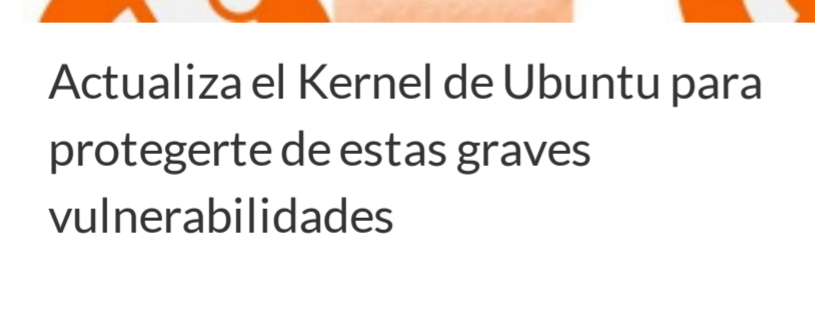 Actualiza el Kernel de Ubuntu para
protegerte de estas graves
vulnerabilidades